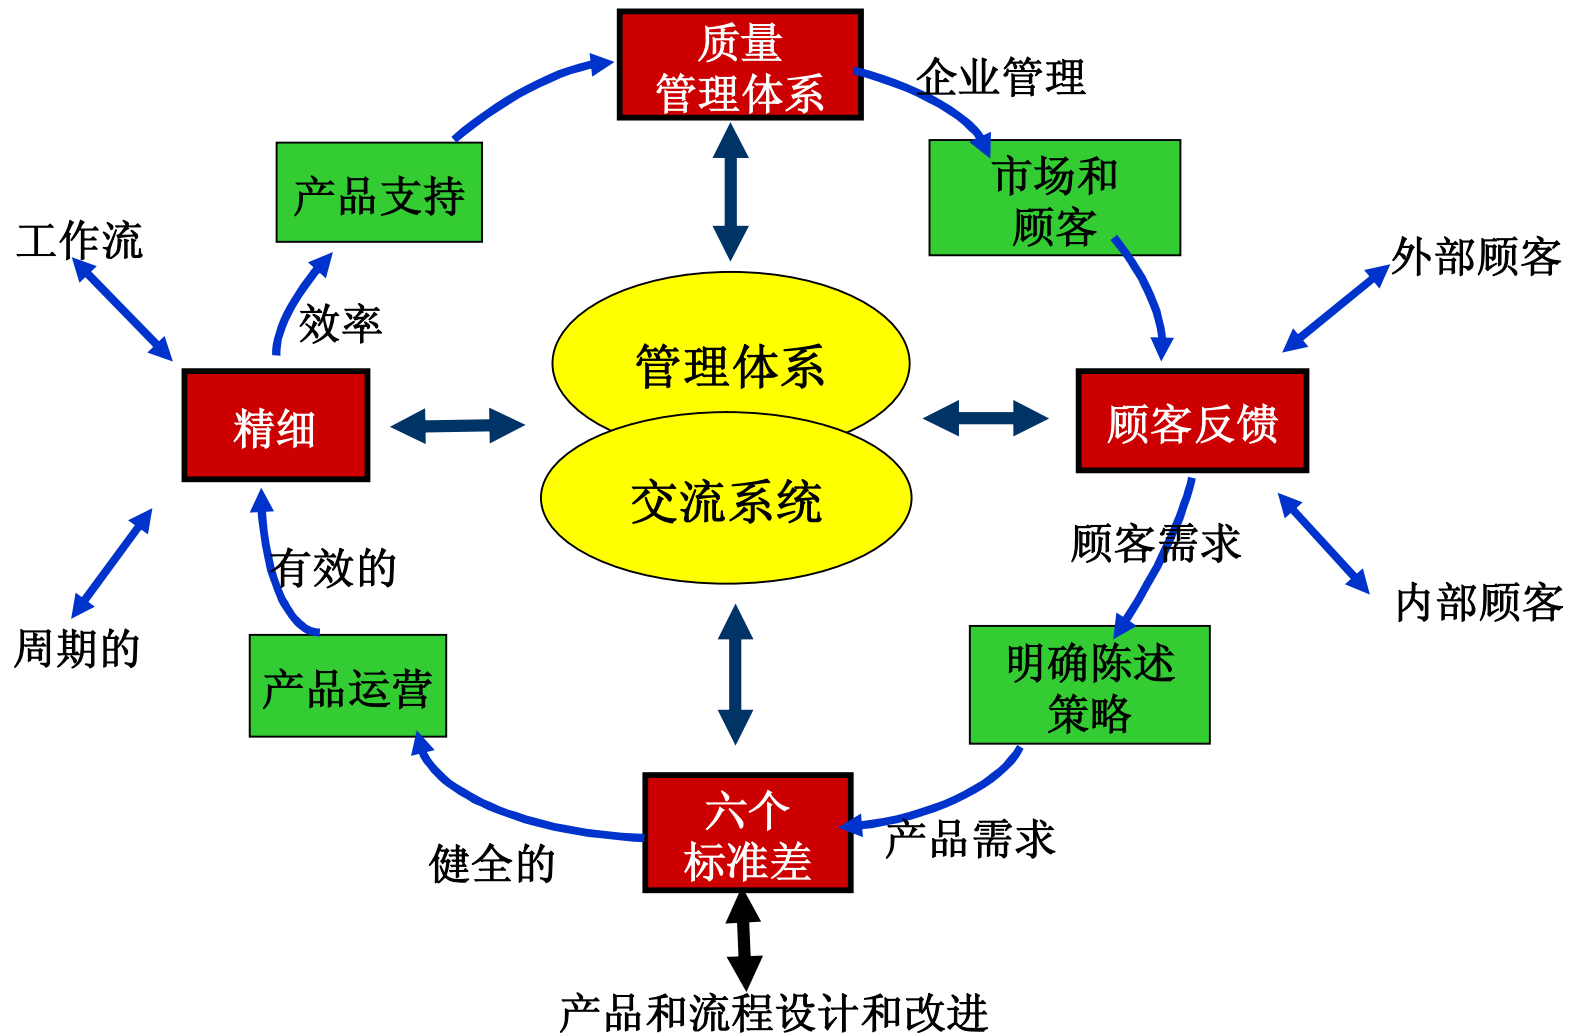 质量
管理体系
企业管理
产品支持
市场和
顾客
工作流
外部顾客
效率
管理体系
精细
顾客反馈
交流系统
顾客需求
有效的
内部顾客
周期的
产品运营
明确陈述
策略
六个
标准差
产品需求
健全的
产品和流程设计和改进